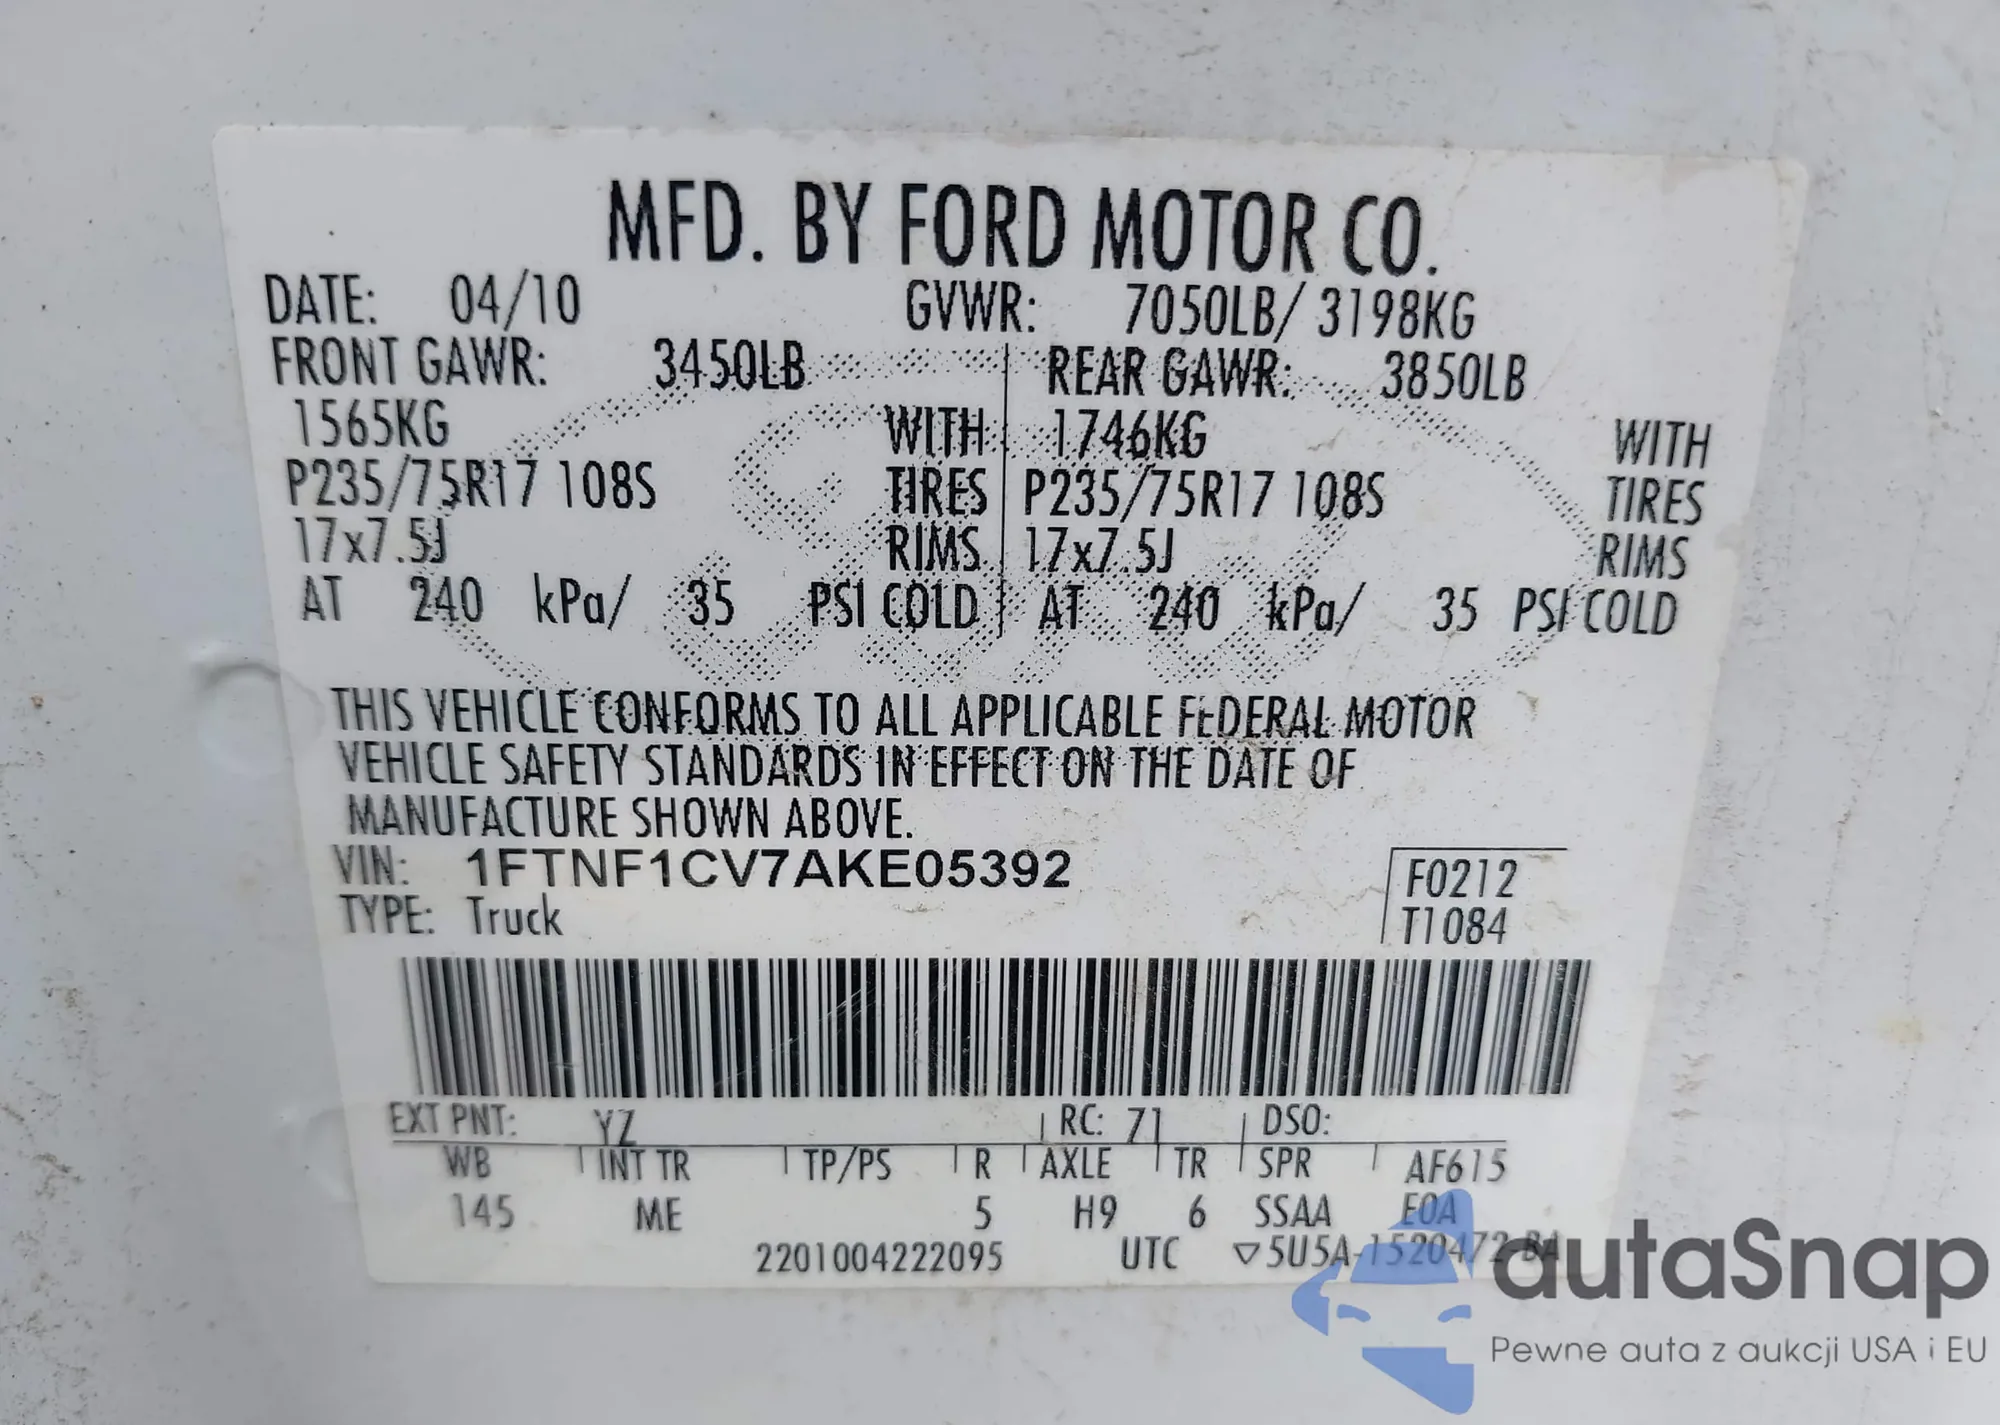 MFD. BY FORD MOTOR CO.
DATE: 04/10 GVWR: 7050LB/ 3198KG
FRONT GAWR: 3450LB REAR GAWR: 3850LB
1565KG WITH 1746KG WITH
P235/75R17 108S TIRES P235/75R17 108S TIRES
17x7.5J RIMS 17x7.5J RIMS
AT 240 kPa/ 35 PSI COLD AT 240 kPa/ 35 PSI COLD
THIS VEHICLE CONFORMS TO ALL APPLICABLE FEDERAL MOTOR
VEHICLE SAFETY STANDARDS IN EFFECT ON THE DATE OF
MANUFACTURE SHOWN ABOVE.
VIN: 1FTNF1CV7AKE05392 F0212
TYPE: Truck T1084
EXT PNT: YZ RC: 71 DSO:
WB INT TR TP/PS R AXLE TR SPR AF615
145 ME 5 H9 6 SSAA E0A
2201004222095 UTC ▽5U5A-1520472-BA
autaSnap
Pewne auta z aukcji USA i EU